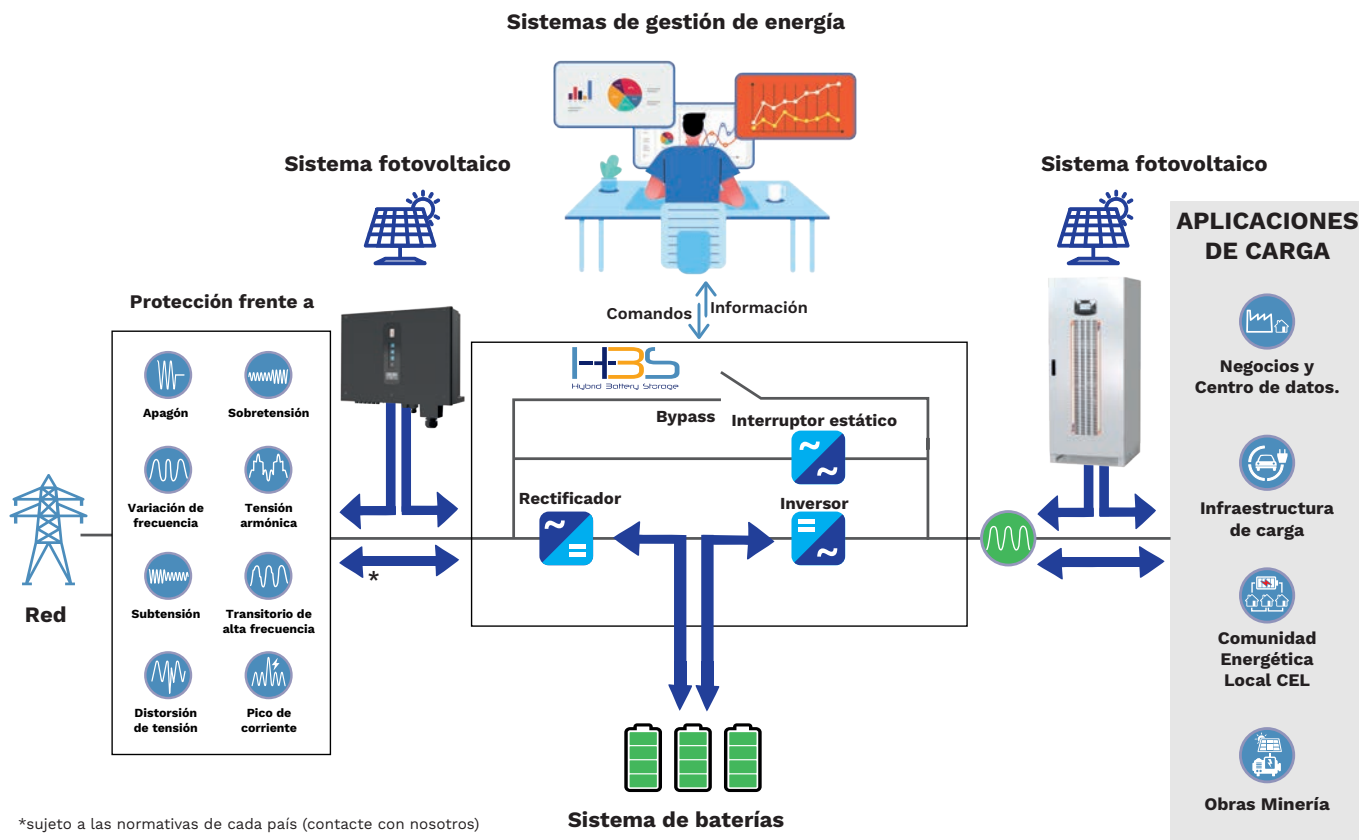 Sistemas de gestión de energía
Sistema fotovoltaico
Sistema fotovoltaico
APLICACIONES
DE CARGA
Protección frente a
Comandos
Información
HBS
Hybrid Battery Storage
Apagón
Sobretensión
Bypass
Interruptor estático
Negocios y
Centro de datos.
Variación de
frecuencia
Tensión
armónica
Rectificador
Inversor
Infraestructura
de carga
*
Red
Subtensión
Transitorio de
alta frecuencia
Comunidad
Energética
Local CEL
Distorsión
de tensión
Pico de
corriente
Obras Minería
Sistema de baterías
*sujeto a las normativas de cada país (contacte con nosotros)